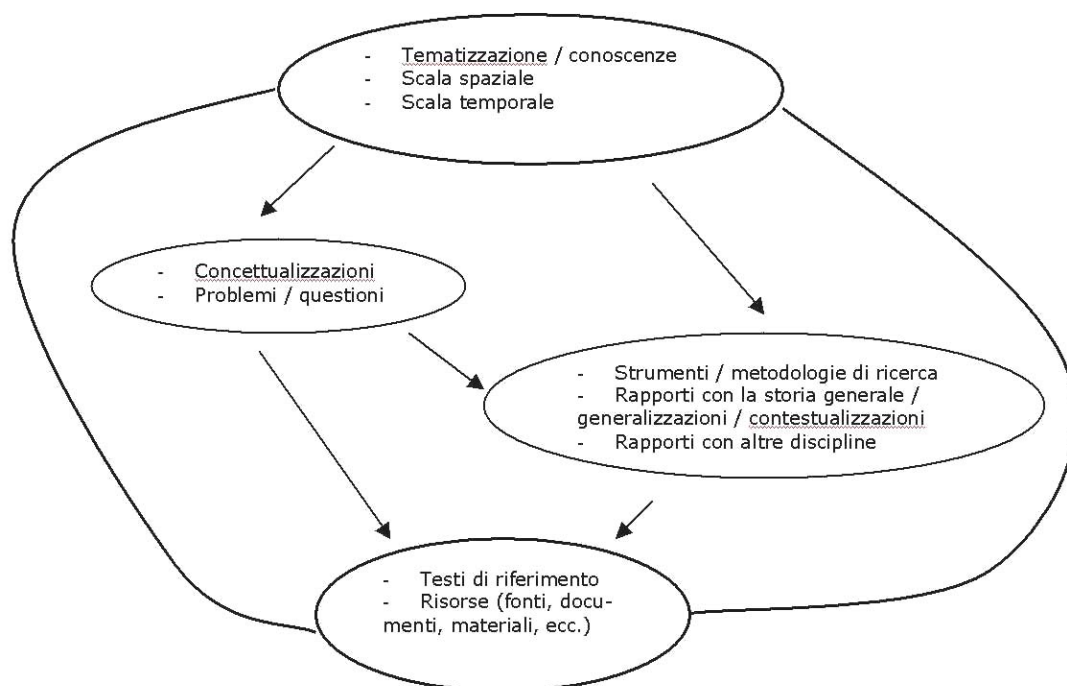 - Tematizzazione / conoscenze
- Scala spaziale
- Scala temporale
- Concettualizzazioni
- Problemi / questioni
- Strumenti / metodologie di ricerca
- Rapporti con la storia generale /
generalizzazioni / contestualizzazioni
- Rapporti con altre discipline
- Testi di riferimento
- Risorse (fonti, docu-
menti, materiali, ecc.)